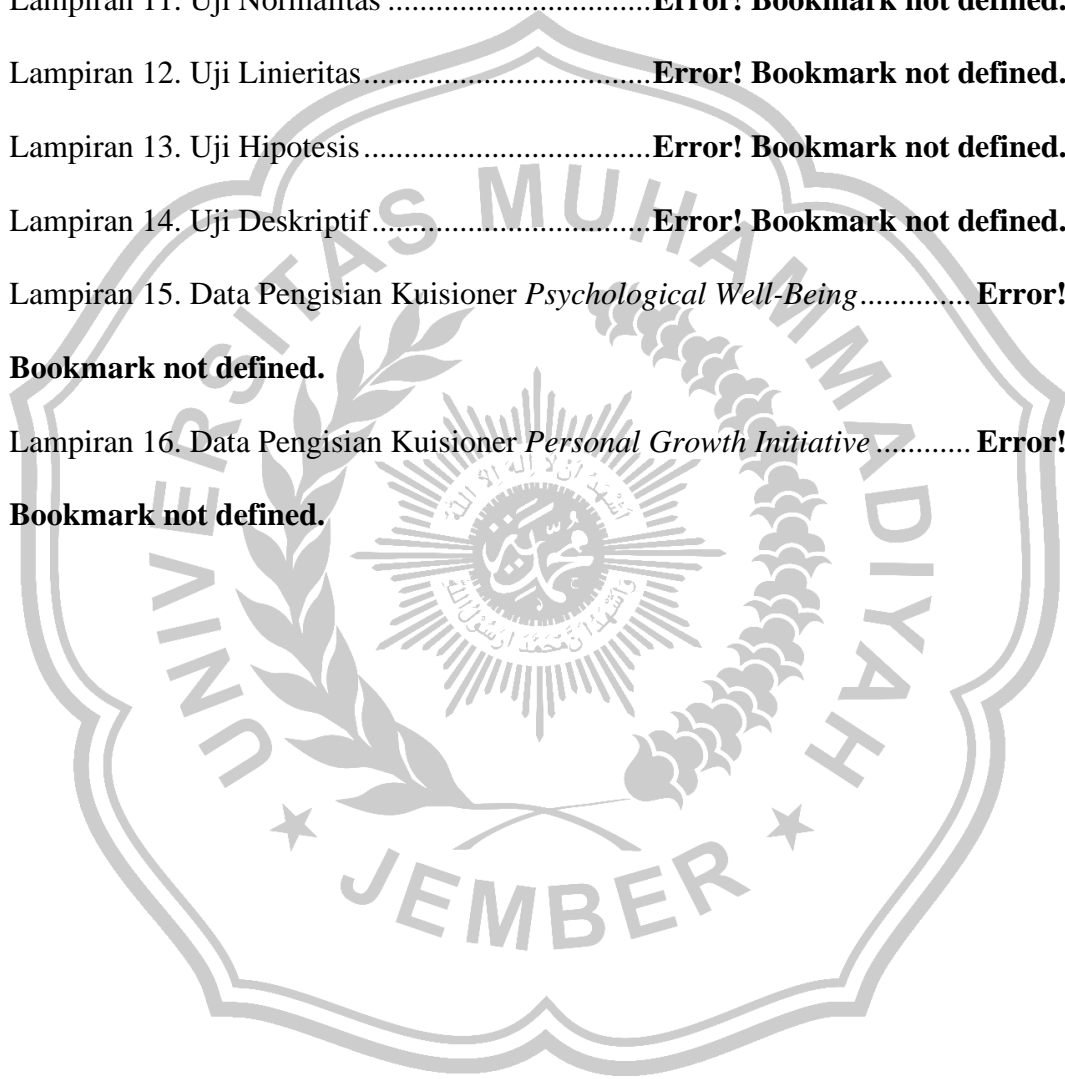 Lampiran 11. Uji Normalitas .................................Error! Bookmark not defined.
Lampiran 12. Uji Linieritas....................................Error! Bookmark not defined.
Lampiran 13. Uji Hipotesis....................................Error! Bookmark not defined.
Lampiran 14. Uji Deskriptif...................................Error! Bookmark not defined.
Lampiran 15. Data Pengisian Kuisioner Psychological Well-Being.............. Error!
Bookmark not defined.
Lampiran 16. Data Pengisian Kuisioner Personal Growth Initiative ............ Error!
Bookmark not defined.
UNIVERSITAS MUHAMMADIYAH
JEMBER